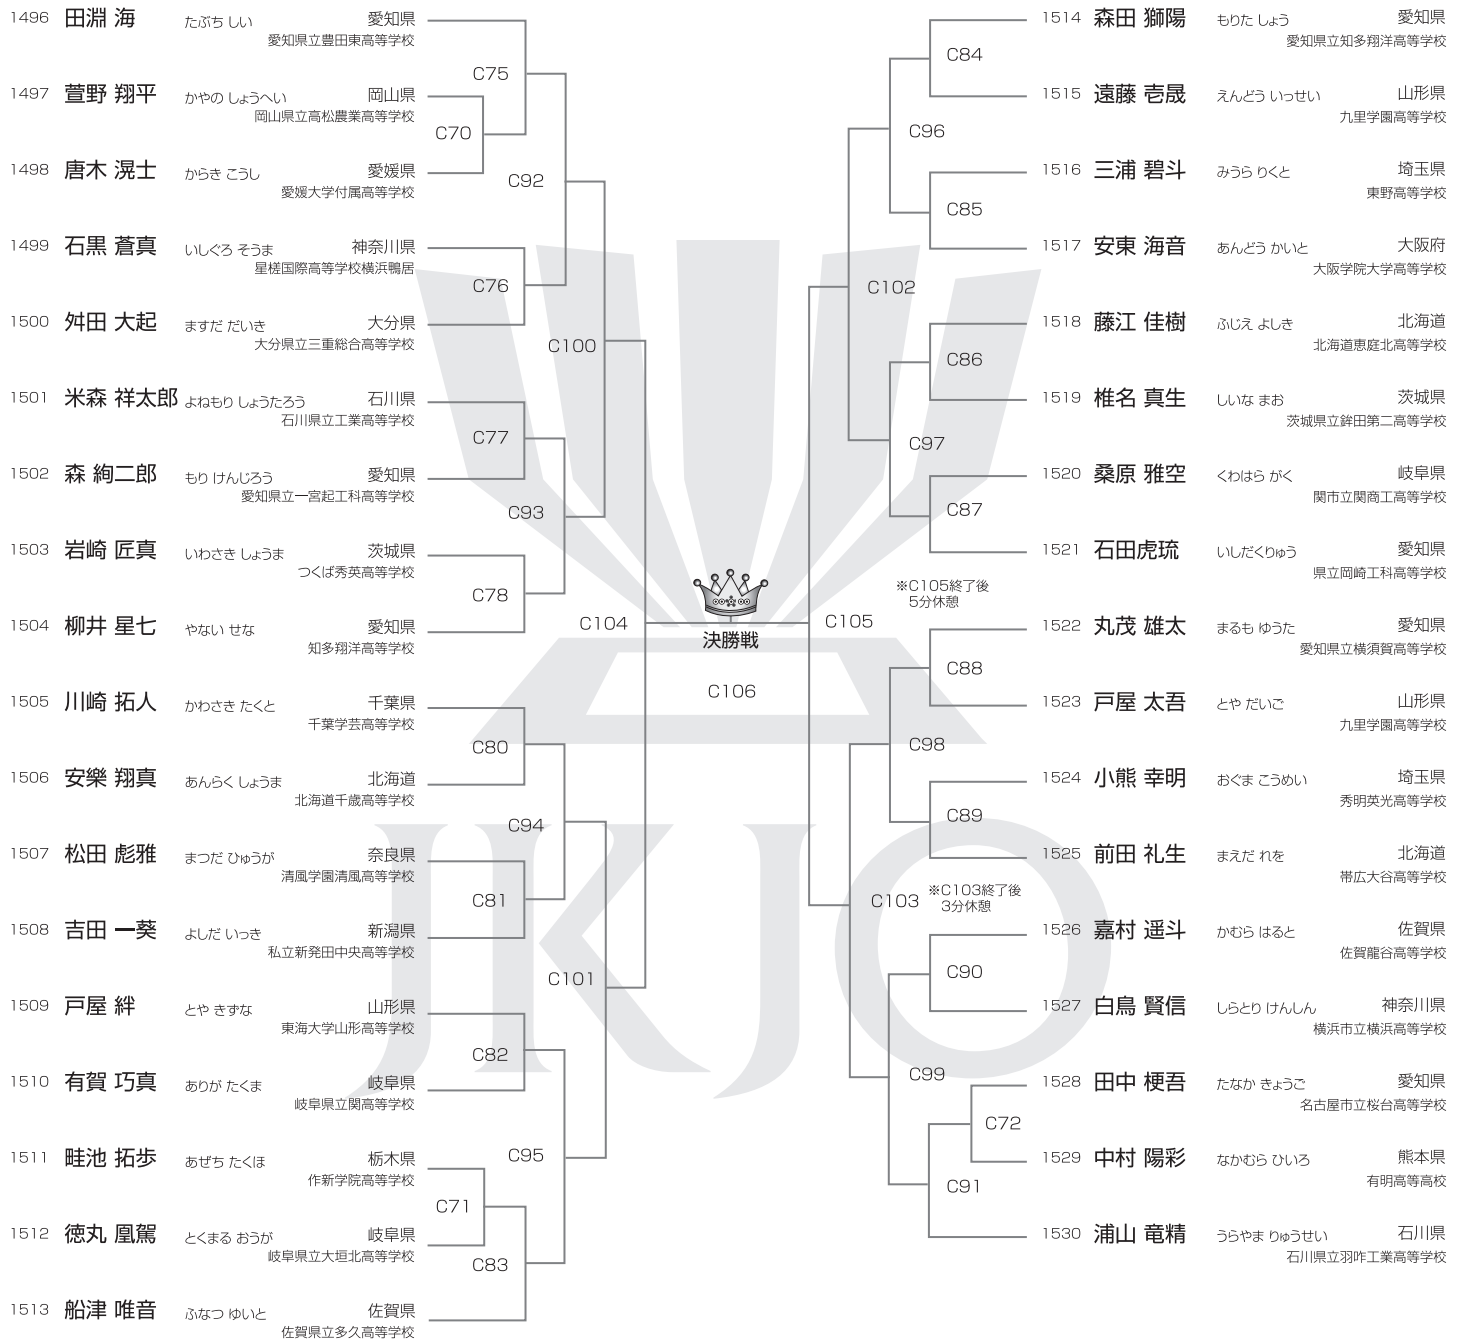 1496 田淵 海 たぶち しい 愛知県
愛知県立豊田東高等学校
C75
1497 萱野 翔平 かやの しょうへい 岡山県
岡山県立高松農業高等学校
C70
1498 唐木 滉士 からき こうし 愛媛県
愛媛大学付属高等学校
C92
1499 石黒 蒼真 いしぐろ そうま 神奈川県
星槎国際高等学校横浜鴨居
C76
1500 舛田 大起 ますだ だいき 大分県
大分県立三重総合高等学校
C100
1501 米森 祥太郎 よねもり しょうたろう 石川県
石川県立工業高等学校
C77
1502 森 絢二郎 もり けんじろう 愛知県
愛知県立一宮起工科高等学校
C93
1503 岩崎 匠真 いわさき しょうま 茨城県
つくば秀英高等学校
C78
1504 柳井 星七 やない せな 愛知県
知多翔洋高等学校
C104
1505 川崎 拓人 かわさき たくと 千葉県
千葉学芸高等学校
C80
1506 安樂 翔真 あんらく しょうま 北海道
北海道千歳高等学校
C94
1507 松田 彪雅 まつだ ひゅうが 奈良県
清風学園清風高等学校
C81
1508 吉田 一葵 よしだ いっき 新潟県
私立新発田中央高等学校
C101
1509 戸屋 絆 とや きずな 山形県
東海大学山形高等学校
C82
1510 有賀 巧真 ありが たくま 岐阜県
岐阜県立関高等学校
C95
1511 畦池 拓歩 あぜち たくほ 栃木県
作新学院高等学校
C71
1512 徳丸 凰駕 とくまる おうが 岐阜県
岐阜県立大垣北高等学校
C83
1513 船津 唯音 ふなつ ゆいと 佐賀県
佐賀県立多久高等学校
決勝戦
C106
JKJO
1514 森田 獅陽 もりた しょう 愛知県
愛知県立知多翔洋高等学校
C84
1515 遠藤 壱晟 えんどう いっせい 山形県
九里学園高等学校
C96
1516 三浦 碧斗 みうら りくと 埼玉県
東野高等学校
C85
1517 安東 海音 あんどう かいと 大阪府
大阪学院大学高等学校
C102
1518 藤江 佳樹 ふじえ よしき 北海道
北海道恵庭北高等学校
C86
1519 椎名 真生 しいな まお 茨城県
茨城県立鉾田第二高等学校
C97
1520 桑原 雅空 くわはら がく 岐阜県
関市立関商工高等学校
C87
1521 石田虎琉 いしだくりゅう 愛知県
県立岡崎工科高等学校
※C105終了後
5分休憩
C105
1522 丸茂 雄太 まるも ゆうた 愛知県
愛知県立横須賀高等学校
C88
1523 戸屋 太吾 とや だいご 山形県
九里学園高等学校
C98
1524 小熊 幸明 おぐま こうめい 埼玉県
秀明英光高等学校
C89
1525 前田 礼生 まえだ れを 北海道
帯広大谷高等学校
C103
※C103終了後
3分休憩
1526 嘉村 遥斗 かむら はると 佐賀県
佐賀龍谷高等学校
C90
1527 白鳥 賢信 しらとり けんしん 神奈川県
横浜市立横浜高等学校
C99
1528 田中 梗吾 たなか きょうご 愛知県
名古屋市立桜台高等学校
C72
1529 中村 陽彩 なかむら ひいろ 熊本県
有明高等高校
C91
1530 浦山 竜精 うらやま りゅうせい 石川県
石川県立羽咋工業高等学校